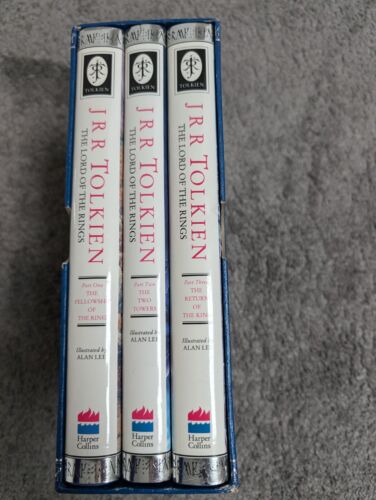 TOLKIEN
J R R TOLKIEN
THE LORD OF THE RINGS
Part One
THE
FELLOWSHIP
OF
THE RING
Illustrated by
ALAN LEE
Harper
Collins
TOLKIEN
J R R TOLKIEN
THE LORD OF THE RINGS
Part Two
THE
TWO
TOWERS
Illustrated by
ALAN LEE
Harper
Collins
TOLKIEN
J R R TOLKIEN
THE LORD OF THE RINGS
Part Three
THE
RETURN
OF
THE KING
Illustrated by
ALAN LEE
Harper
Collins